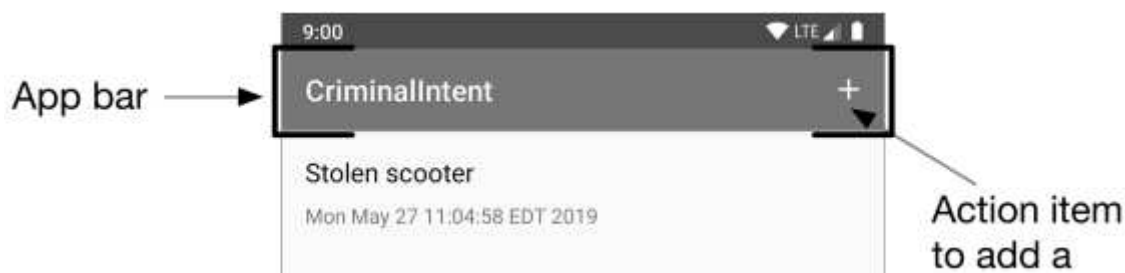 9:00 LTE
App bar
CriminalIntent +
Stolen scooter
Mon May 27 11:04:58 EDT 2019
Action item
to add a